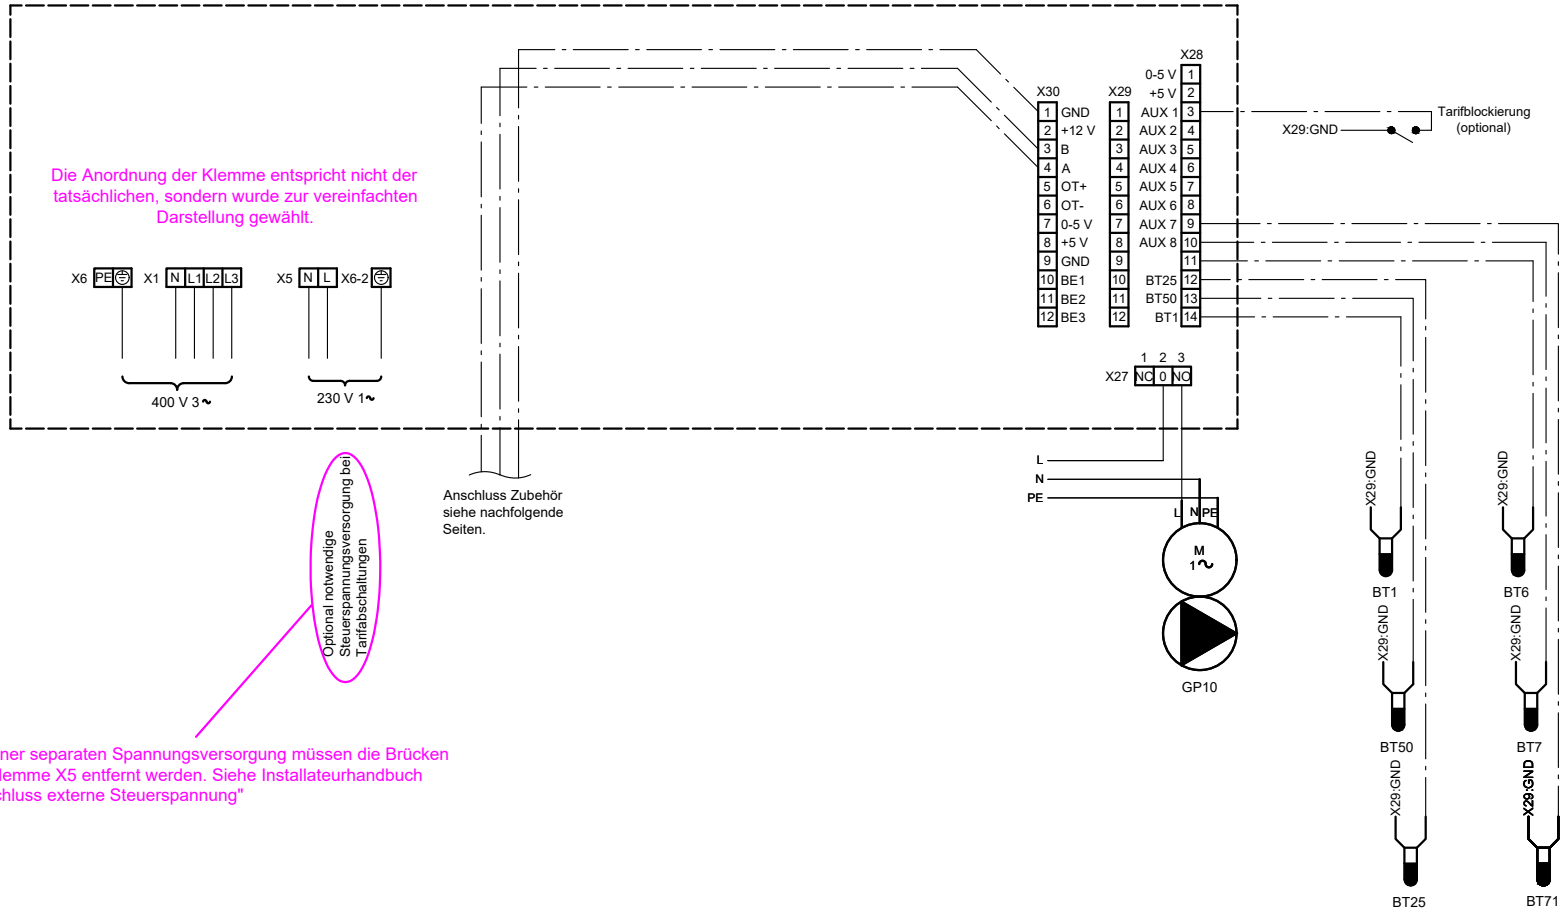 X28
0-5 V 1
+5 V 2
AUX 1 3
AUX 2 4
AUX 3 5
AUX 4 6
AUX 5 7
AUX 6 8
AUX 7 9
AUX 8 10
11
BT25 12
BT50 13
BT1 14
X29
1
2
3
4
5
6
7
8
9
10
11
12
X30
1 GND
2 +12 V
3 B
4 A
5 OT+
6 OT-
7 0-5 V
8 +5 V
9 GND
10 BE1
11 BE2
12 BE3
Tarifblockierung
(optional)
X29:GND
Die Anordnung der Klemme entspricht nicht der
tatsächlichen, sondern wurde zur vereinfachten
Darstellung gewählt.
X6 PE X1 N L1 L2 L3 X5 N L X6-2
400 V 3~
230 V 1~
1 2 3
X27 NC 0 NO
L
N
PE
L N PE
M
1~
GP10
Anschluss Zubehör
siehe nachfolgende
Seiten.
Optional notwendige
Steuerspannungsversorgung bei
Tarifabschaltungen
ner separaten Spannungsversorgung müssen die Brücken
lemme X5 entfernt werden. Siehe Installateurhandbuch
chluss externe Steuerspannung"
X29:GND
BT1
X29:GND
BT6
X29:GND
BT50
X29:GND
BT7
X29:GND
BT25
X29:GND
BT71